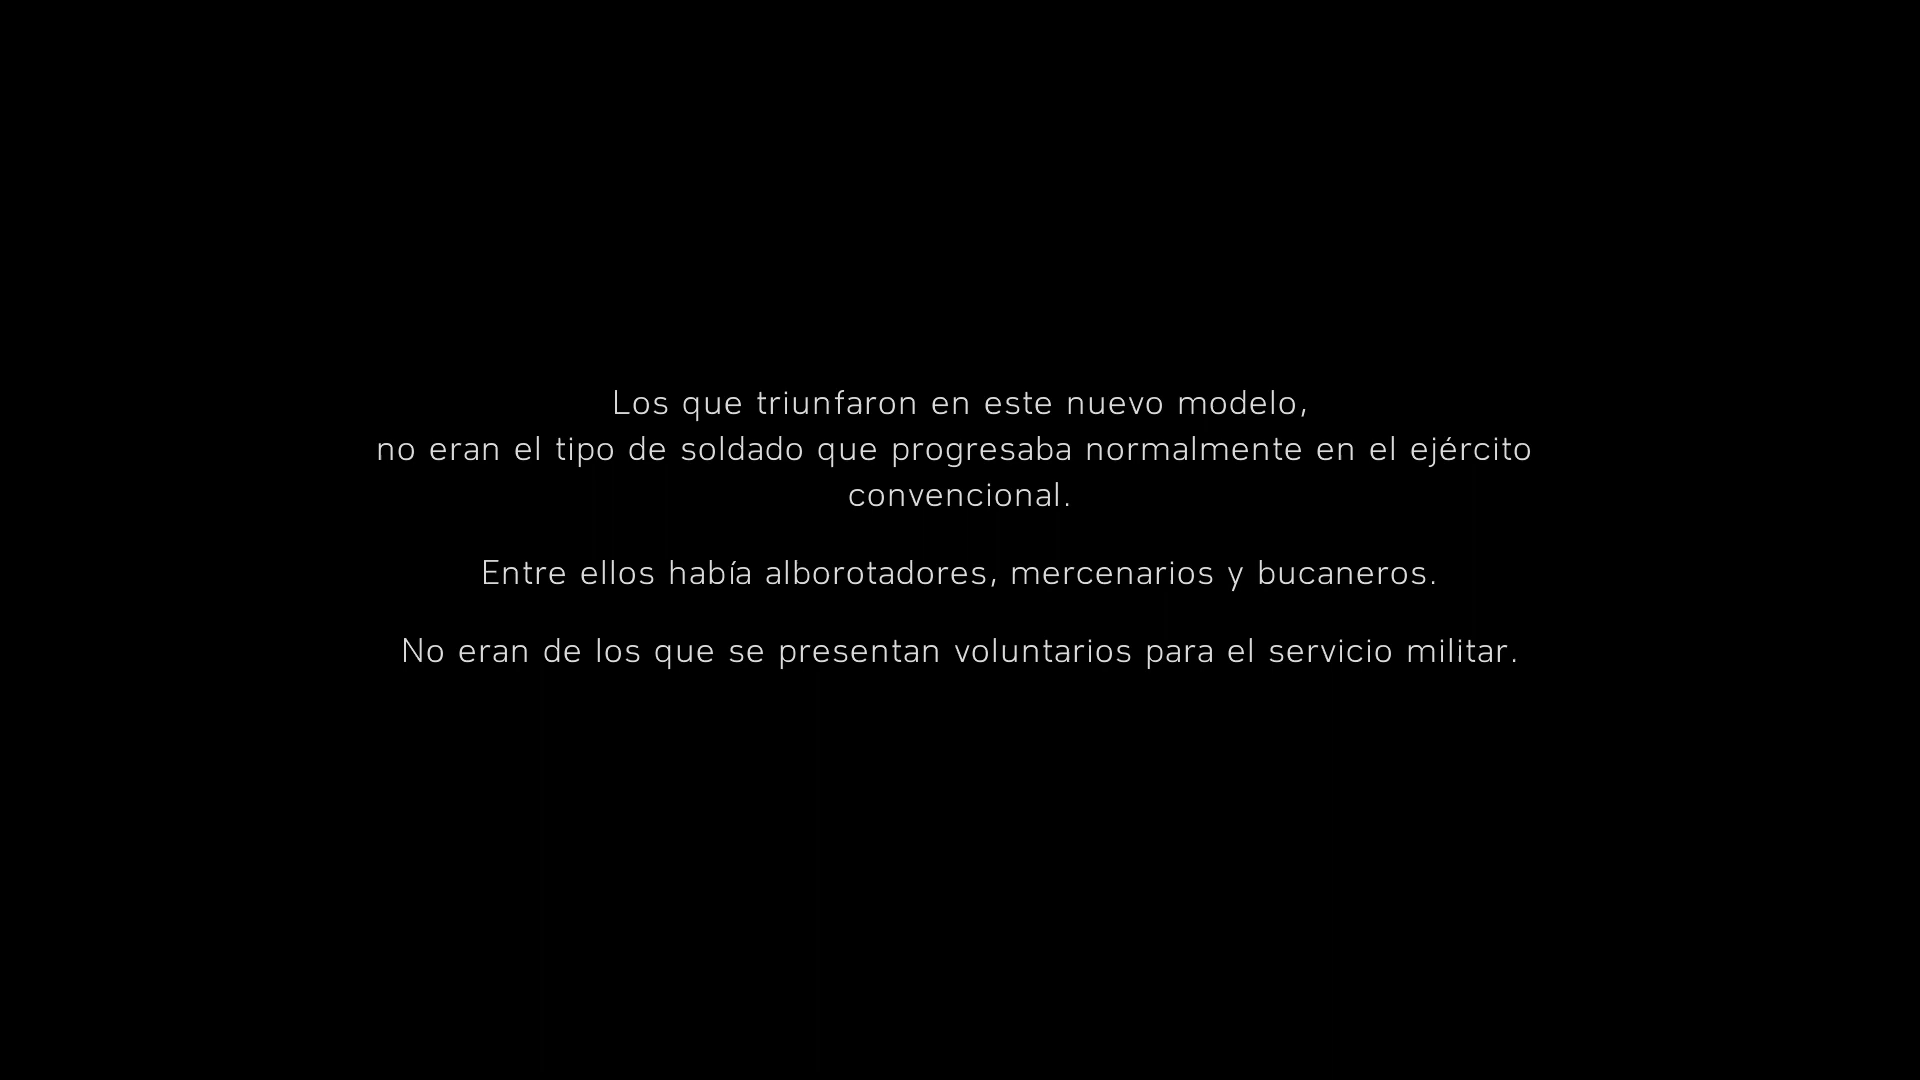 Los que triunfaron en este nuevo modelo,
no eran el tipo de soldado que progresaba normalmente en el ejército
convencional.
Entre ellos había alborotadores, mercenarios y bucaneros.
No eran de los que se presentan voluntarios para el servicio militar.